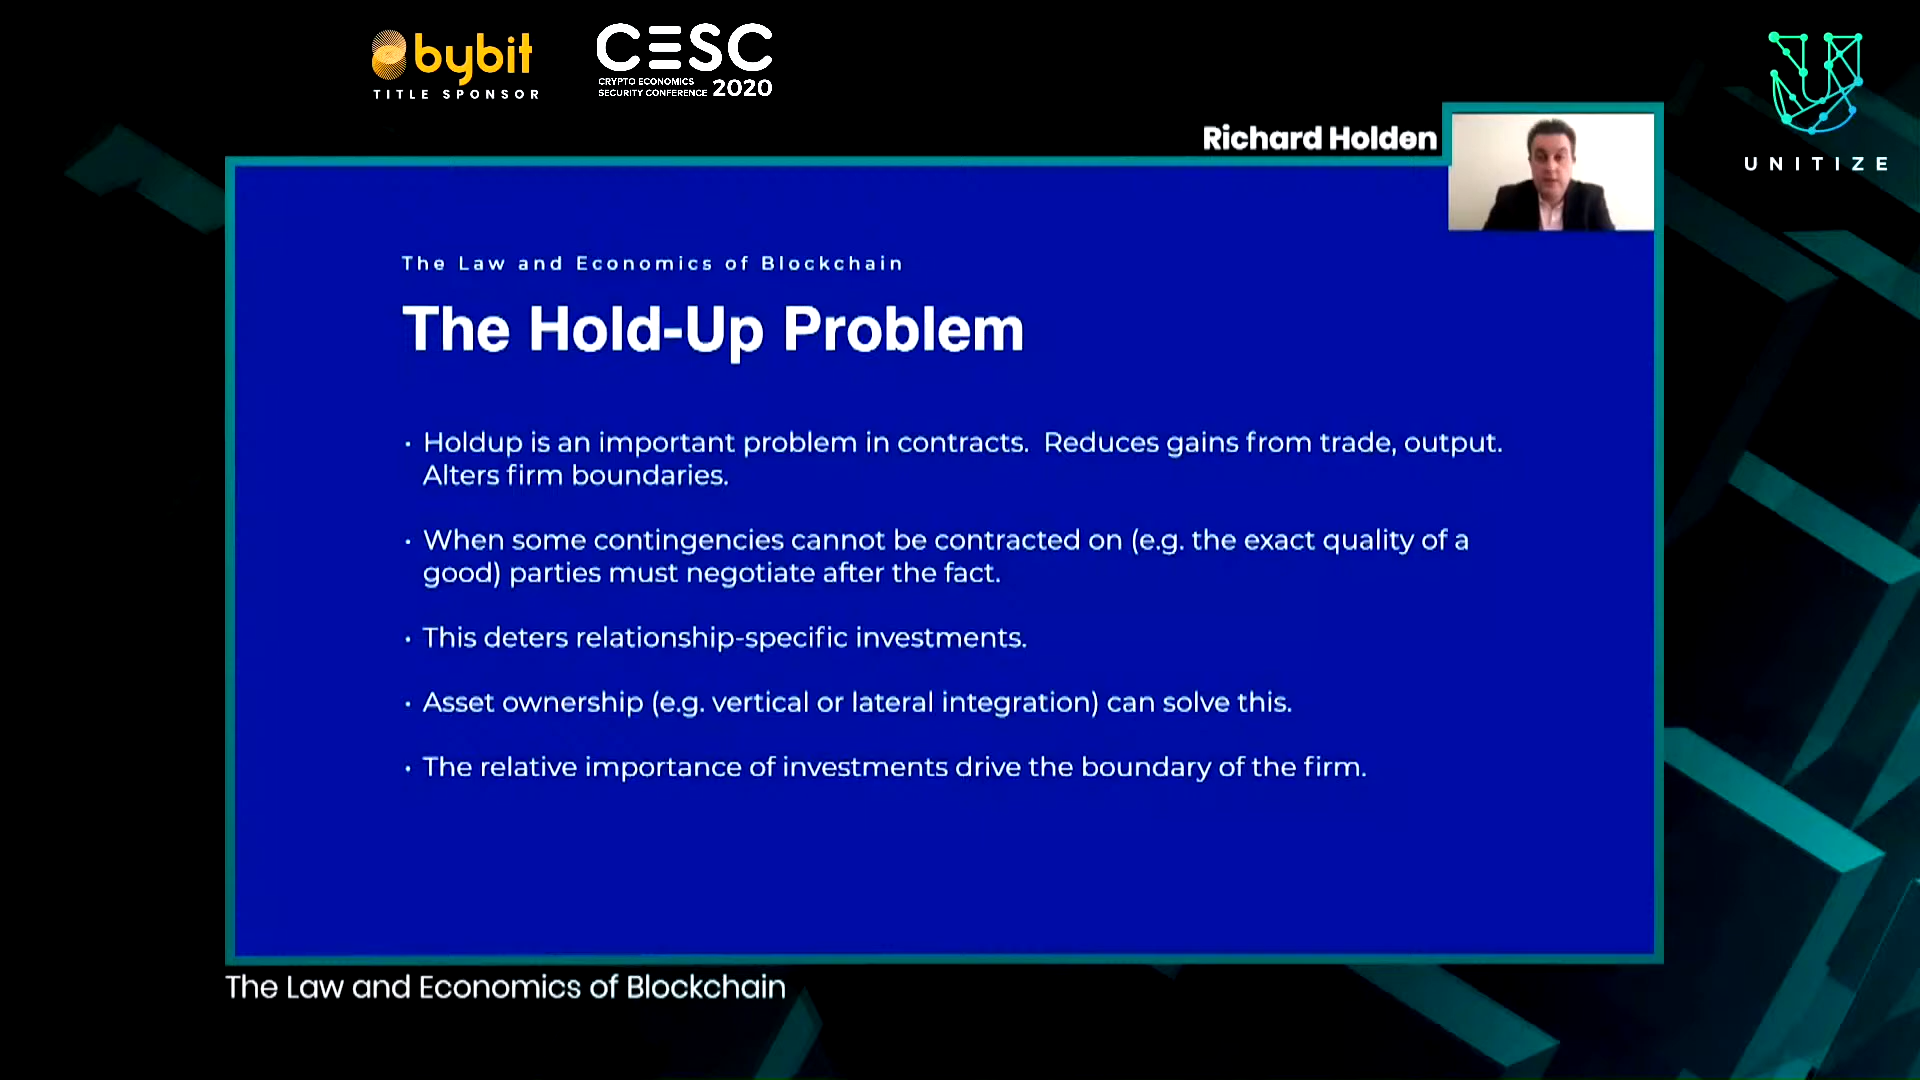 bybit
TITLE SPONSOR
CESC
CRYPTO ECONOMICS
SECURITY CONFERENCE 2020
UNITIZE
Richard Holden
The Law and Economics of Blockchain
The Hold-Up Problem
· Holdup is an important problem in contracts.  Reduces gains from trade, output.
Alters firm boundaries.
· When some contingencies cannot be contracted on (e.g. the exact quality of a
good) parties must negotiate after the fact.
· This deters relationship-specific investments.
· Asset ownership (e.g. vertical or lateral integration) can solve this.
· The relative importance of investments drive the boundary of the firm.
The Law and Economics of Blockchain